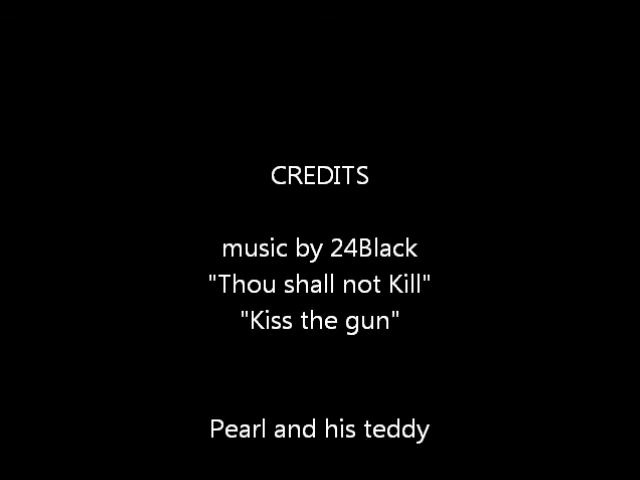 CREDITS
music by 24Black
"Thou shall not Kill"
"Kiss the gun"
Pearl and his teddy